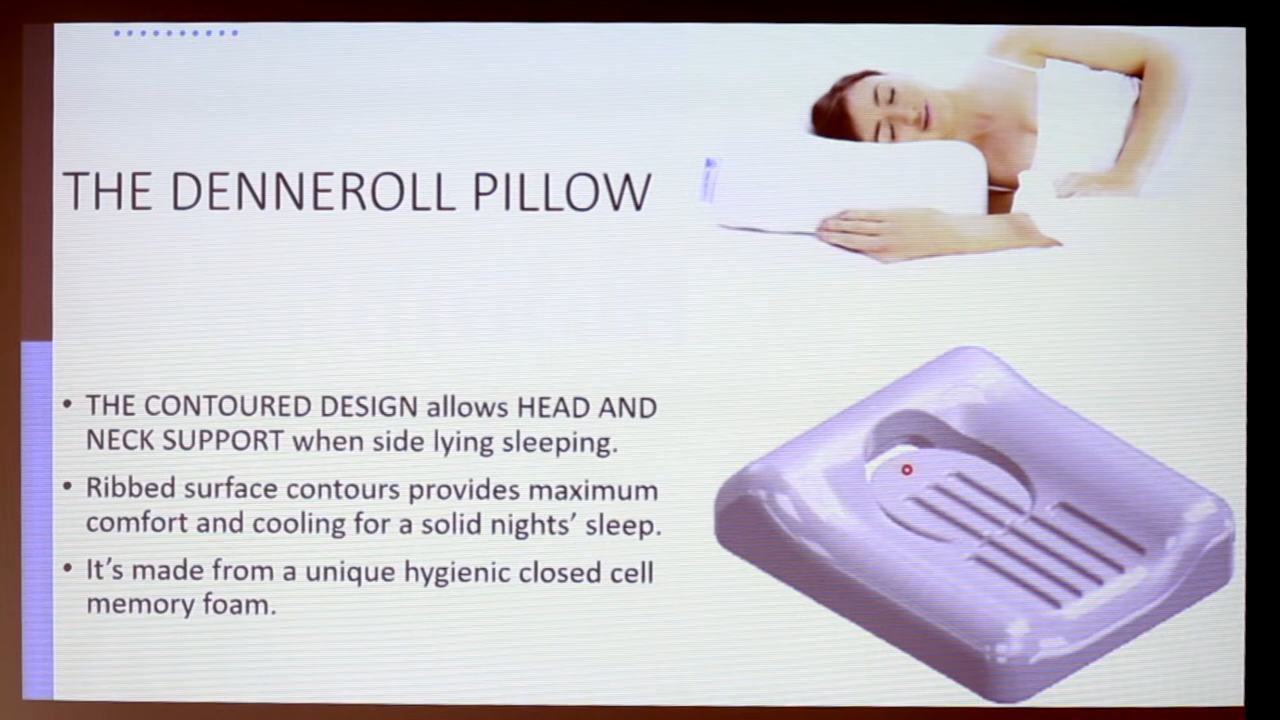 THE DENNEROLL PILLOW
• THE CONTOURED DESIGN allows HEAD AND
NECK SUPPORT when side lying sleeping.
• Ribbed surface contours provides maximum
comfort and cooling for a solid nights’ sleep.
• It’s made from a unique hygienic closed cell
memory foam.